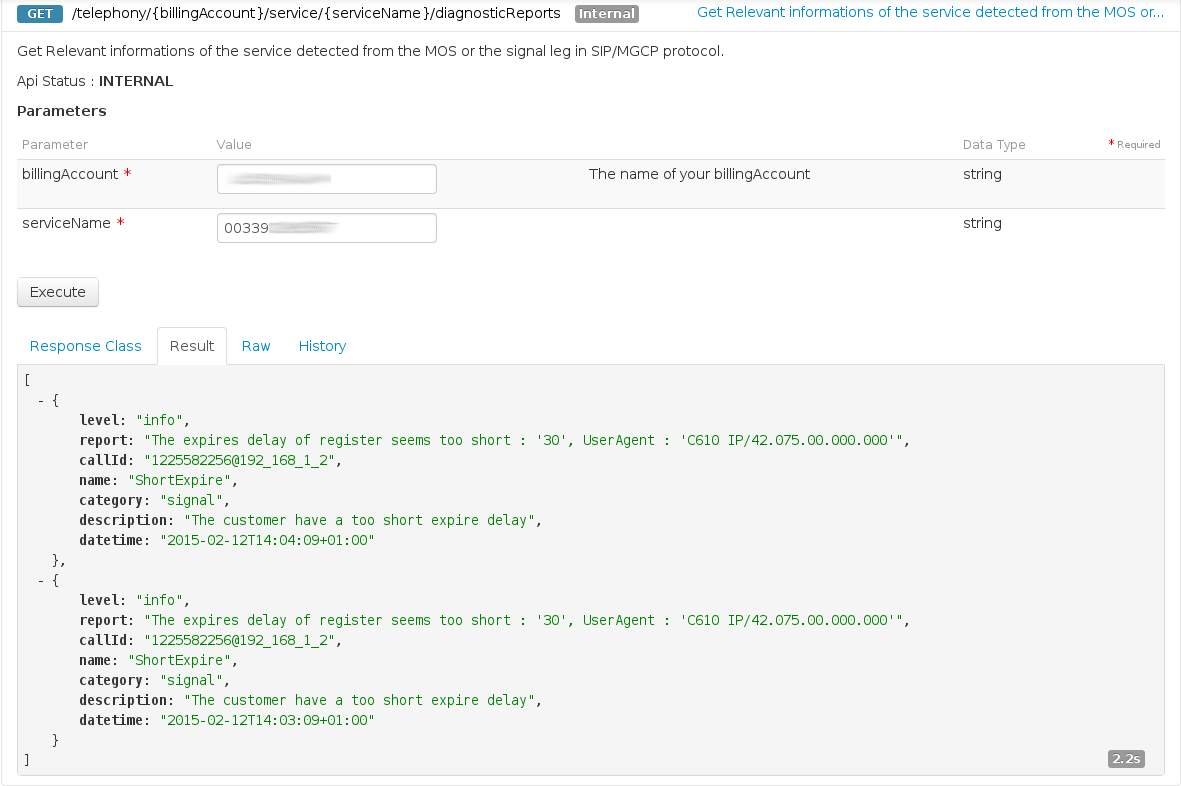 GET /telephony/{billingAccount}/service/{serviceName}/diagnosticReports Internal Get Relevant informations of the service detected from the MOS or...
Get Relevant informations of the service detected from the MOS or the signal leg in SIP/MGCP protocol.
Api Status : INTERNAL
Parameters
Parameter Value Data Type * Required
billingAccount * The name of your billingAccount string
serviceName * 00339 string
Execute
Response Class Result Raw History
[
- {
level: "info",
report: "The expires delay of register seems too short : '30', UserAgent : 'C610 IP/42.075.00.000.000'",
callId: "1225582256@192_168_1_2",
name: "ShortExpire",
category: "signal",
description: "The customer have a too short expire delay",
datetime: "2015-02-12T14:04:09+01:00"
},
- {
level: "info",
report: "The expires delay of register seems too short : '30', UserAgent : 'C610 IP/42.075.00.000.000'",
callId: "1225582256@192_168_1_2",
name: "ShortExpire",
category: "signal",
description: "The customer have a too short expire delay",
datetime: "2015-02-12T14:03:09+01:00"
}
]
2.2s